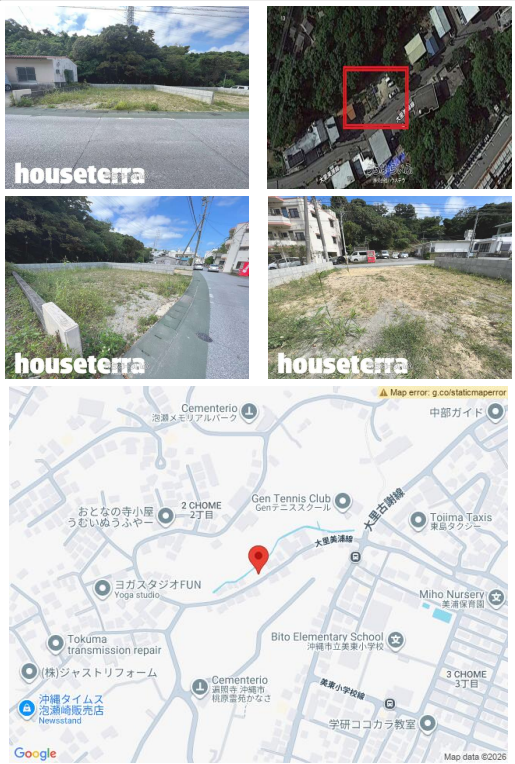 houseterra
大里美浦線
houseterra
houseterra
Map error: g.co/staticmaperror
Cementerio
泡瀬メモリアルパーク
中部ガイド
2 CHOME
2丁目
おとなの寺小屋
うむいぬうふやー
Gen Tennis Club
Genテニススクール
大里古謝線
Toiima Taxis
東島タクシー
大里美浦線
ヨガスタジオFUN
Yoga studio
Miho Nursery
美浦保育園
Tokuma
transmission repair
Bito Elementary School
沖縄市立美東小学校
(株)ジャストリフォーム
Cementerio
遍照寺 沖縄市,
桃原霊苑かなさ
3 CHOME
3丁目
美東小学校線
沖縄タイムス
泡瀬崎販売店
Newsstand
学研ココカラ教室
Google
Map data ©2026